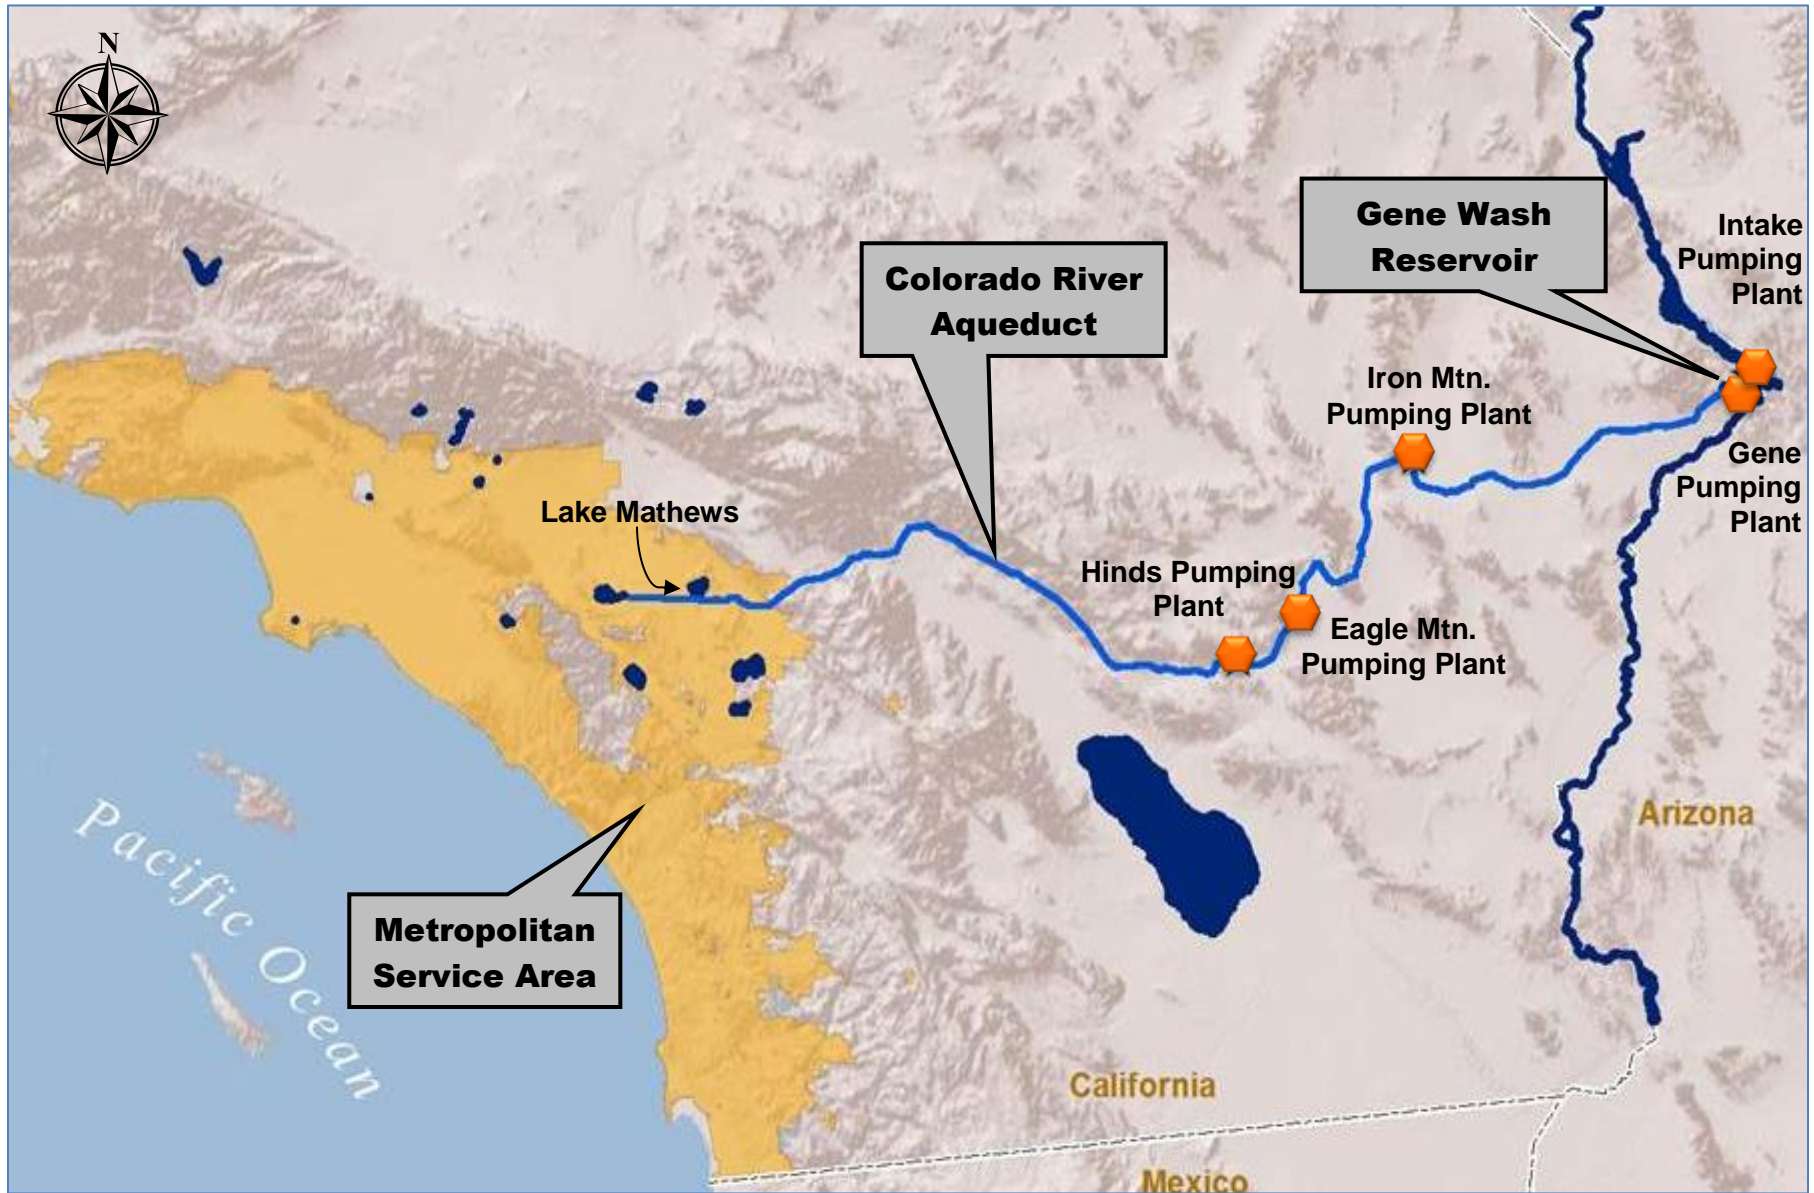 N
Gene Wash
Reservoir
Intake
Pumping
Plant
Colorado River
Aqueduct
Iron Mtn.
Pumping Plant
Gene
Pumping
Plant
Lake Mathews
Hinds Pumping
Plant
Eagle Mtn.
Pumping Plant
Arizona
Pacific Ocean
Metropolitan
Service Area
California
Mexico